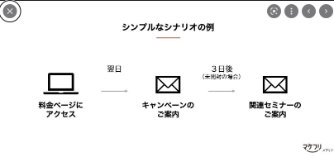 シンプルなシナリオの例
翌日
3日後
(未開封の場合)
料金ページに
アクセス
キャンペーンの
ご案内
関連セミナーの
ご案内
マケフリ